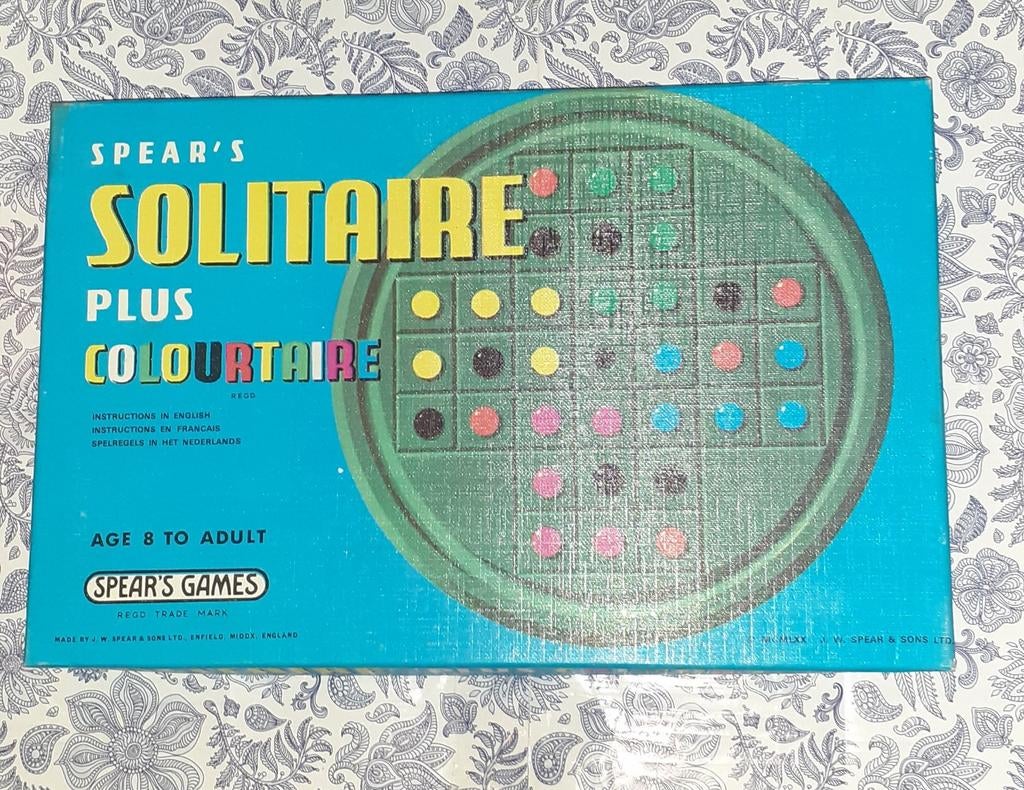 SPEAR'S
SOLITAIRE
PLUS
COLOURTAIRE
REGD
INSTRUCTIONS IN ENGLISH
INSTRUCTIONS EN FRANCAIS
SPELREGELS IN HET NEDERLANDS
AGE 8 TO ADULT
SPEAR'S GAMES
REGD TRADE MARK
MADE BY J. W. SPEAR & SONS LTD., ENFIELD, MIDDX, ENGLAND
© MCMLXX J. W. SPEAR & SONS LTD